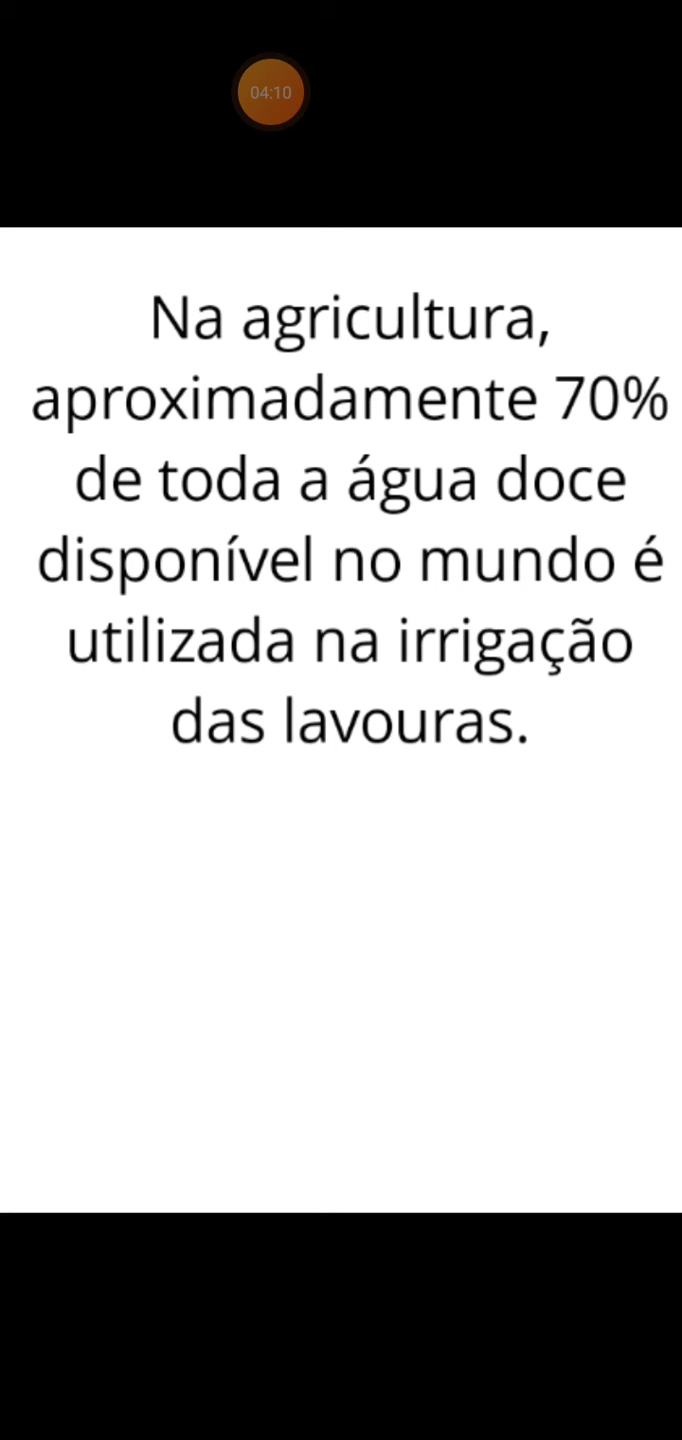 04:10
Na agricultura,
aproximadamente 70%
de toda a água doce
disponível no mundo é
utilizada na irrigação
das lavouras.